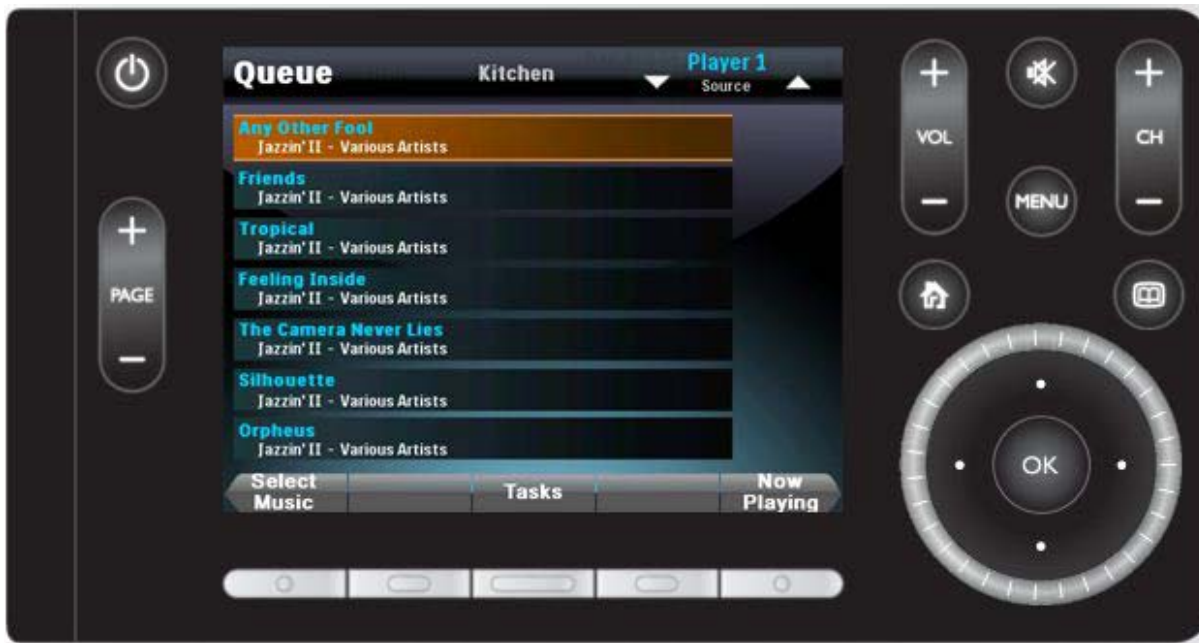 Queue
Kitchen
Player 1
Source
Any Other Fool
Jazzin' II - Various Artists
Friends
Jazzin' II - Various Artists
Tropical
Jazzin' II - Various Artists
Feeling Inside
Jazzin' II - Various Artists
The Camera Never Lies
Jazzin' II - Various Artists
Silhouette
Jazzin' II - Various Artists
Orpheus
Jazzin' II - Various Artists
Select
Music
Tasks
Now
Playing
+
PAGE
−
+
VOL
−
MENU
+
CH
−
OK